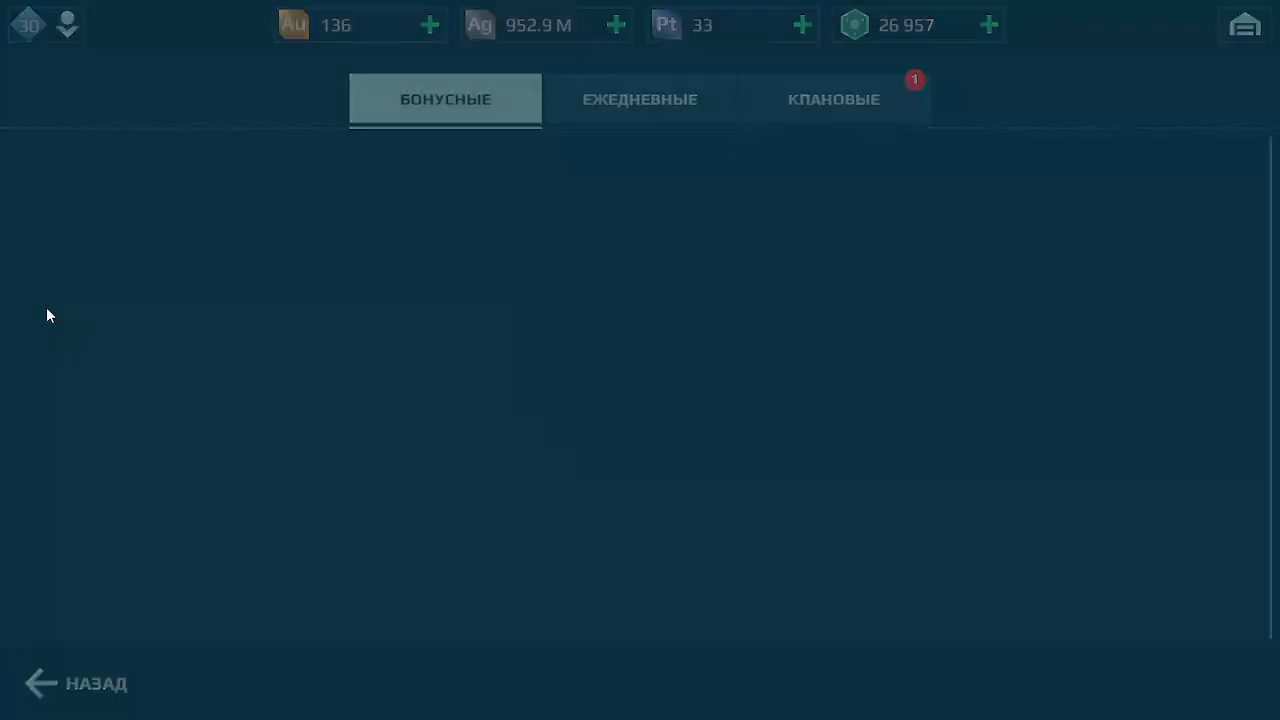 30
Au 136
Ag 952.9 M
Pt 33
26 957
БОНУСНЫЕ
ЕЖЕДНЕВНЫЕ
КЛАНОВЫЕ
1
НАЗАД